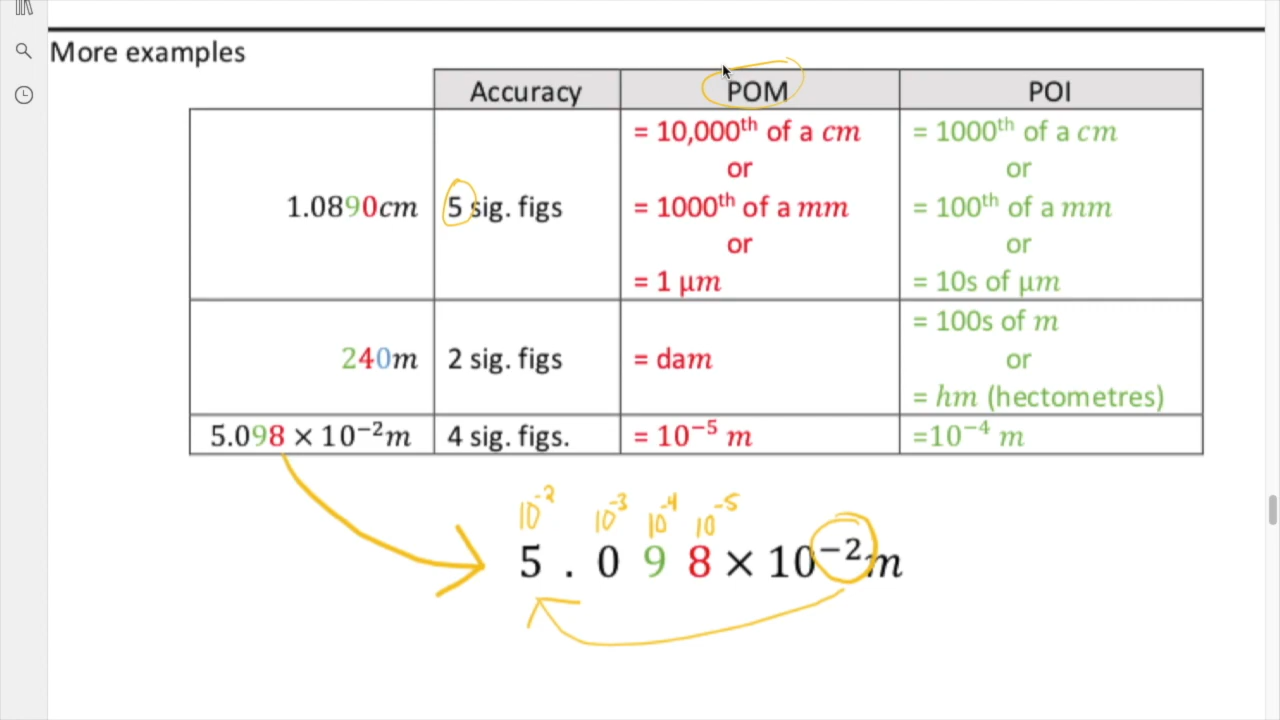 More examples
Accuracy POM POI
1.0890cm 5 sig. figs = 10,000ᵗʰ of a cm = 1000ᵗʰ of a cm
or or
= 1000ᵗʰ of a mm = 100ᵗʰ of a mm
or or
= 1 μm = 10s of μm
240m 2 sig. figs = dam = 100s of m
or
= hm (hectometres)
5.098 × 10⁻²m 4 sig. figs. = 10⁻⁵ m =10⁻⁴ m
10⁻² 10⁻³ 10⁻⁴ 10⁻⁵
5 . 0 9 8 × 10⁻²m